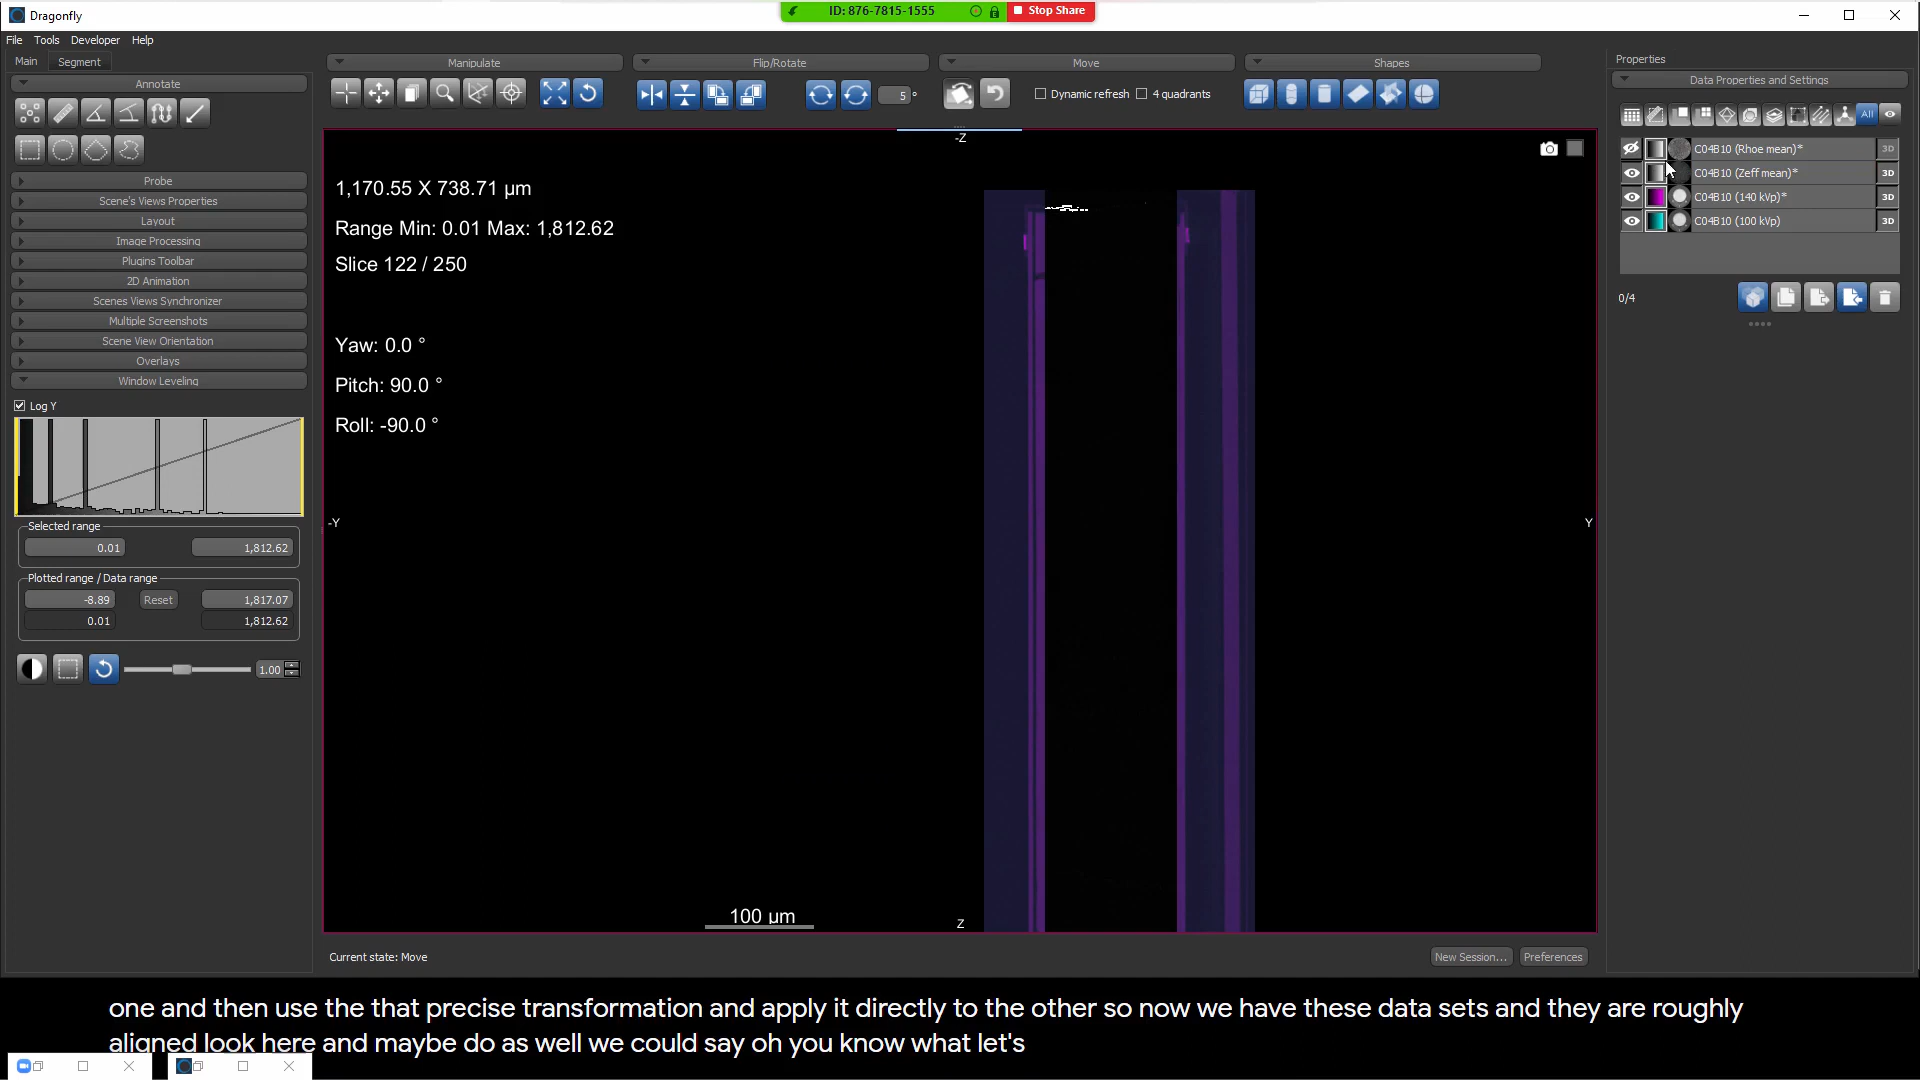 Dragonfly
ID: 876-7815-1555
Stop Share
File Tools Developer Help
Main Segment
Annotate
Probe
Scene's Views Properties
Layout
Image Processing
Plugins Toolbar
2D Animation
Scenes Views Synchronizer
Multiple Screenshots
Scene View Orientation
Overlays
Window Leveling
Log Y
Selected range
0.01 1,812.62
Plotted range / Data range
-8.89 Reset 1,817.07
0.01 1,812.62
1.00
Manipulate
Flip/Rotate
5 °
Move
Dynamic refresh 4 quadrants
Shapes
-Z
1,170.55 X 738.71 µm
Range Min: 0.01 Max: 1,812.62
Slice 122 / 250
Yaw: 0.0 °
Pitch: 90.0 °
Roll: -90.0 °
-Y
Y
100 µm
Z
Current state: Move
New Session...
Preferences
Properties
Data Properties and Settings
All
C04B10 (Rhoe mean)* 3D
C04B10 (Zeff mean)* 3D
C04B10 (140 kVp)* 3D
C04B10 (100 kVp) 3D
0/4
one and then use the that precise transformation and apply it directly to the other so now we have these data sets and they are roughly
aligned look here and maybe do as well we could say oh you know what let's